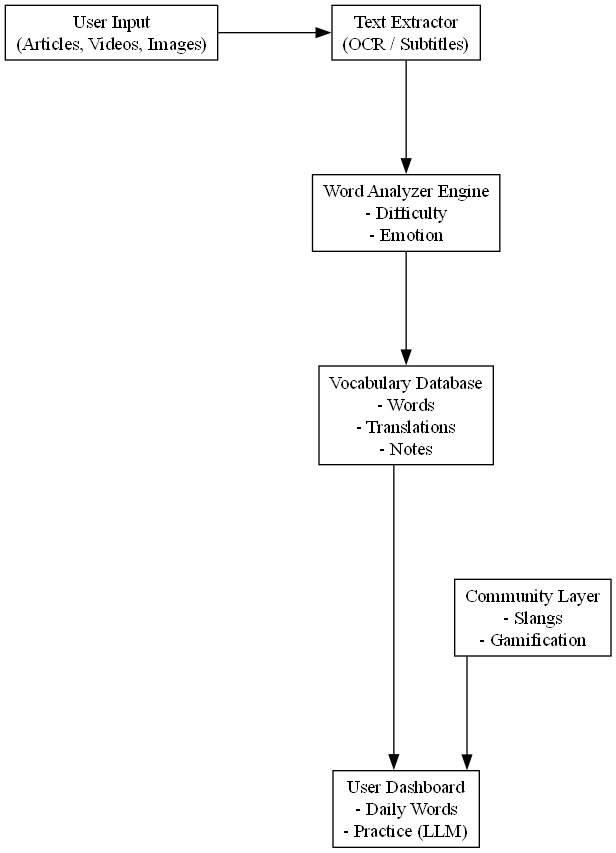 User Input
(Articles, Videos, Images)
Text Extractor
(OCR / Subtitles)
Word Analyzer Engine
- Difficulty
- Emotion
Vocabulary Database
- Words
- Translations
- Notes
Community Layer
- Slangs
- Gamification
User Dashboard
- Daily Words
- Practice (LLM)